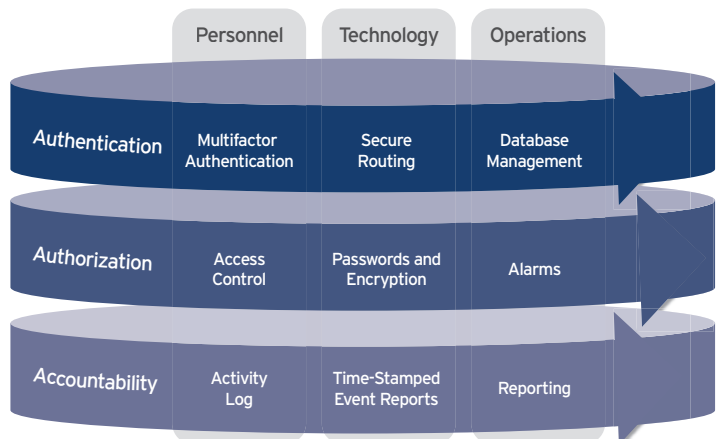 Personnel Technology Operations
Authentication
Multifactor
Authentication
Secure
Routing
Database
Management
Authorization
Access
Control
Passwords and
Encryption
Alarms
Accountability
Activity
Log
Time-Stamped
Event Reports
Reporting